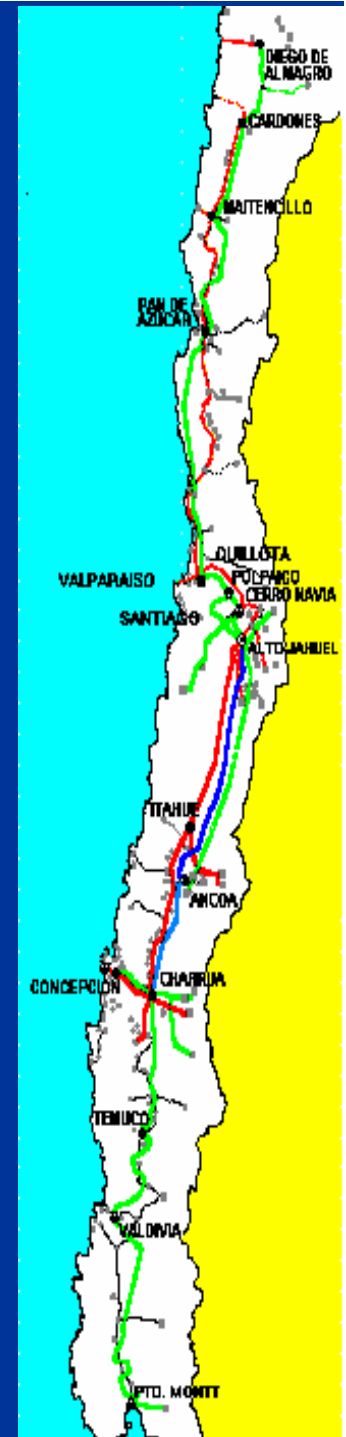 DIEGO DE
ALMAGRO
CARDONES
MAITENCILLO
PAN DE
AZUCAR
QUILLOTA
POLPAICO
VALPARAISO
CERRO NAVIA
SANTIAGO
ALTO JAHUEL
ITAHUE
ANCOA
CHARRUA
CONCEPCION
TEMUCO
VALDIVIA
PTO. MONTT